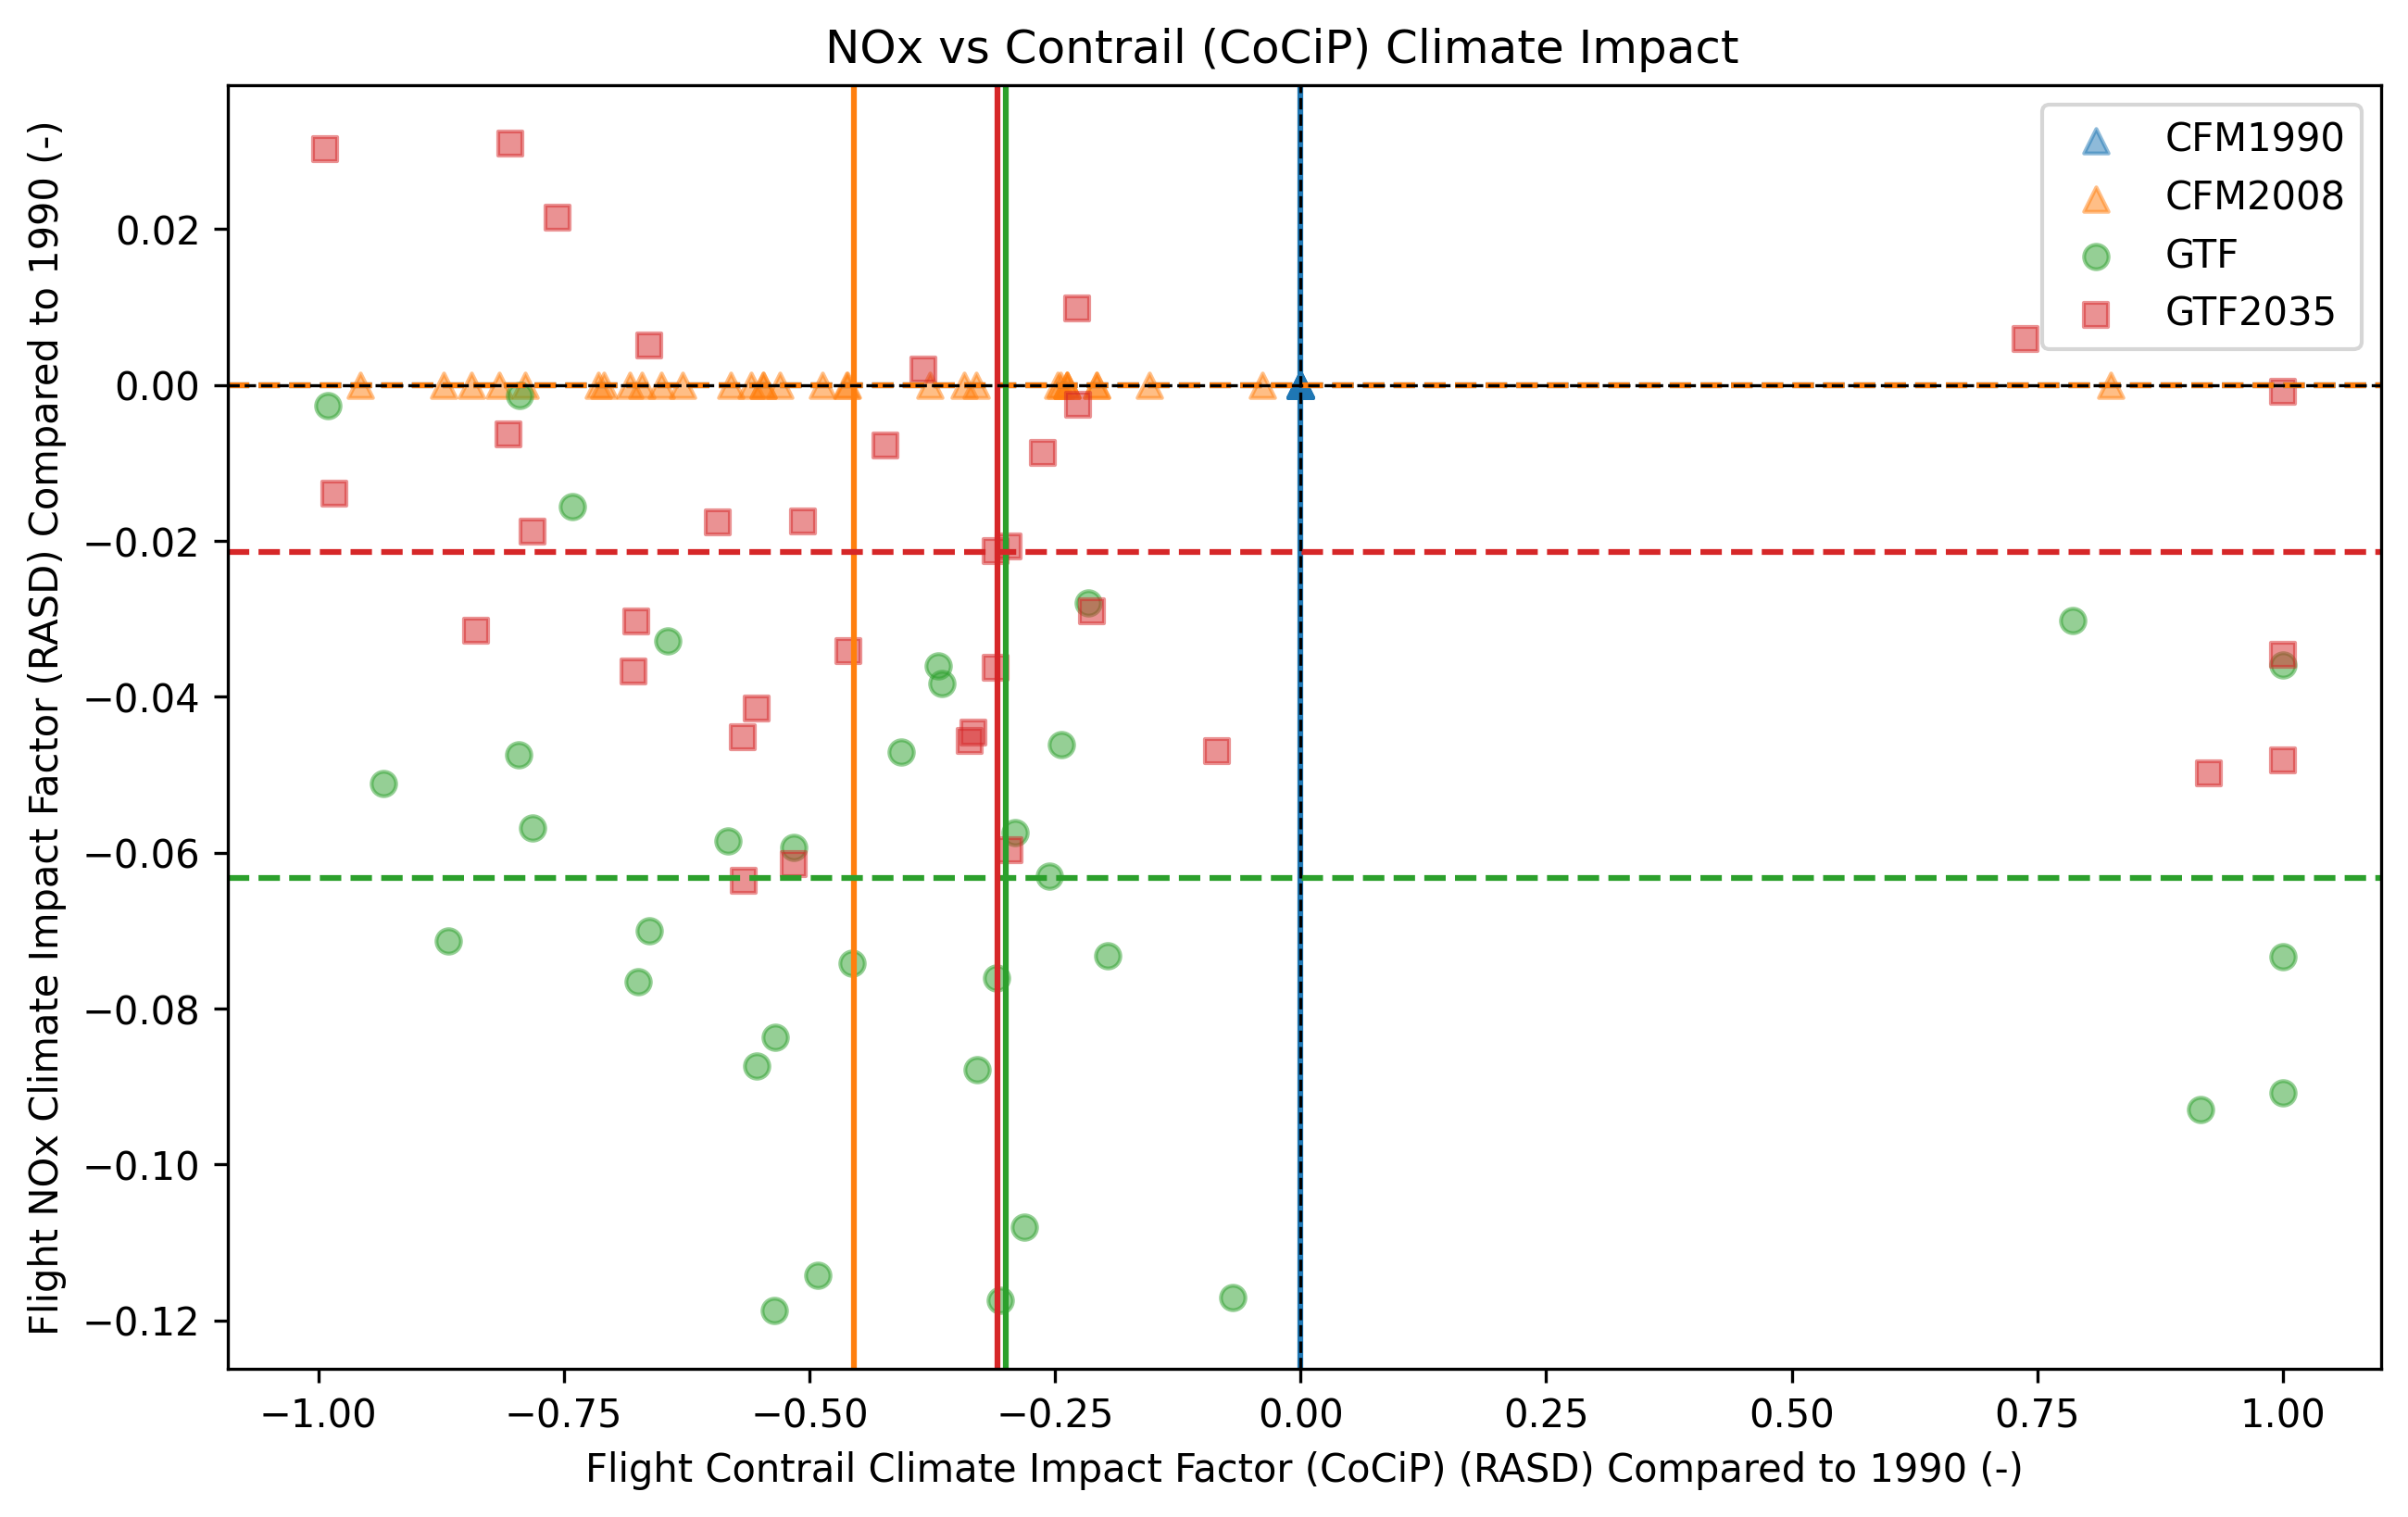 NOx vs Contrail (CoCiP) Climate Impact
Flight NOx Climate Impact Factor (RASD) Compared to 1990 (-)
0.02
0.00
−0.02
−0.04
−0.06
−0.08
−0.10
−0.12
CFM1990
CFM2008
GTF
GTF2035
−1.00 −0.75 −0.50 −0.25 0.00 0.25 0.50 0.75 1.00
Flight Contrail Climate Impact Factor (CoCiP) (RASD) Compared to 1990 (-)